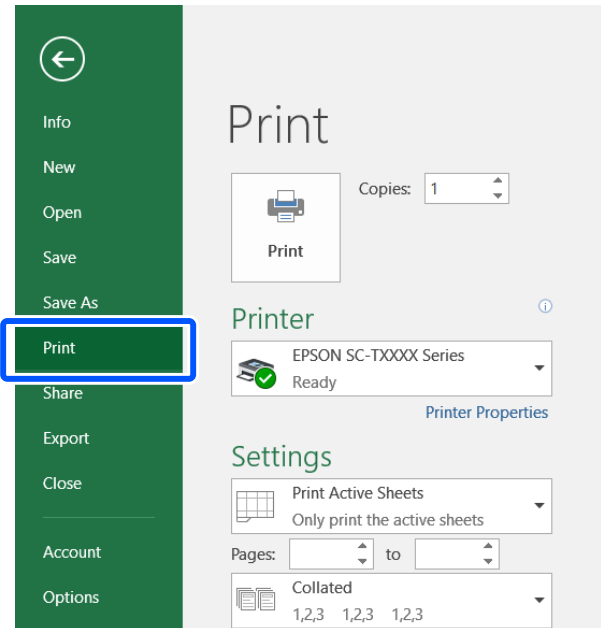 Info
New
Open
Save
Save As
Print
Share
Export
Close
Account
Options
Print
Copies: 1
Print
Printer
EPSON SC-TXXXX Series
Ready
Printer Properties
Settings
Print Active Sheets
Only print the active sheets
Pages: to
Collated
1,2,3 1,2,3 1,2,3